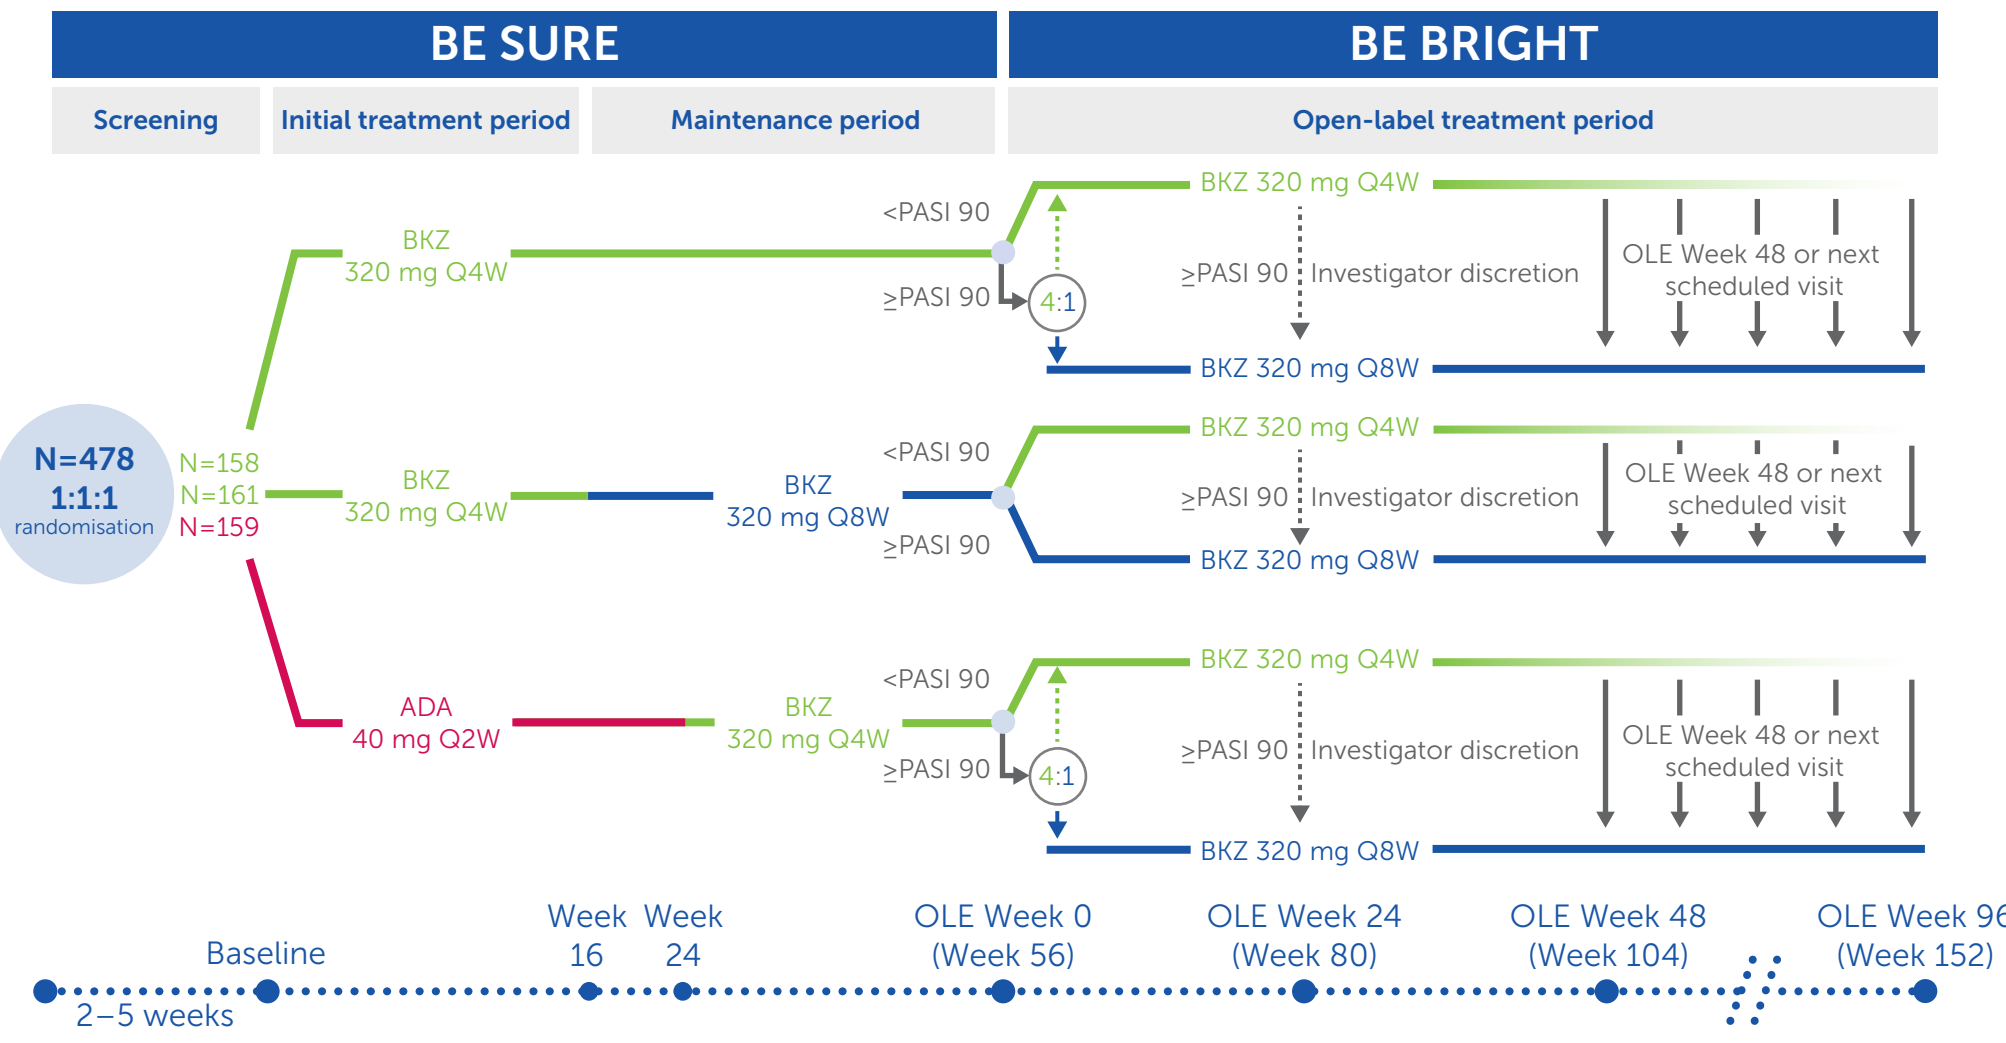 BE SURE
BE BRIGHT
Screening
Initial treatment period
Maintenance period
Open-label treatment period
BKZ
320 mg Q4W
<PASI 90
≥PASI 90
4:1
BKZ 320 mg Q4W
≥PASI 90
Investigator discretion
OLE Week 48 or next
scheduled visit
BKZ 320 mg Q8W
N=478
1:1:1
randomisation
N=158
N=161
N=159
BKZ
320 mg Q4W
BKZ
320 mg Q8W
<PASI 90
≥PASI 90
BKZ 320 mg Q4W
≥PASI 90
Investigator discretion
OLE Week 48 or next
scheduled visit
BKZ 320 mg Q8W
ADA
40 mg Q2W
BKZ
320 mg Q4W
<PASI 90
≥PASI 90
4:1
BKZ 320 mg Q4W
≥PASI 90
Investigator discretion
OLE Week 48 or next
scheduled visit
BKZ 320 mg Q8W
2–5 weeks
Baseline
Week
16
Week
24
OLE Week 0
(Week 56)
OLE Week 24
(Week 80)
OLE Week 48
(Week 104)
OLE Week 96
(Week 152)